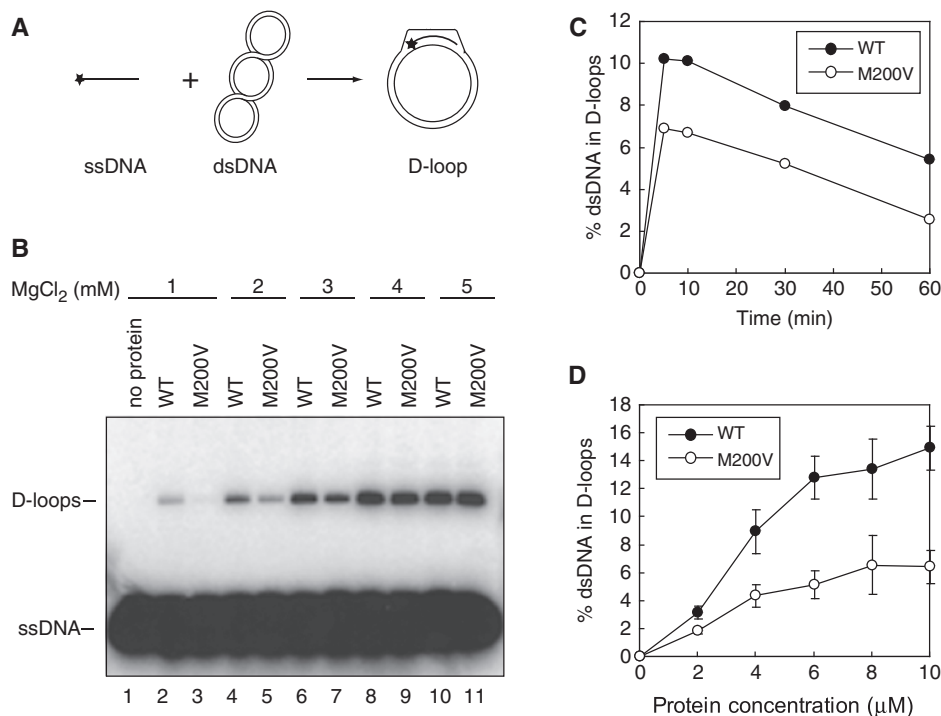 A
+
ssDNA
dsDNA
D-loop
B
MgCl2 (mM)
1 2 3 4 5
no protein
WT
M200V
WT
M200V
WT
M200V
WT
M200V
WT
M200V
D-loops
ssDNA
1 2 3 4 5 6 7 8 9 10 11
C
% dsDNA in D-loops
12
10
8
6
4
2
0
WT
M200V
0 10 20 30 40 50 60
Time (min)
D
% dsDNA in D-loops
18
16
14
12
10
8
6
4
2
0
WT
M200V
0 2 4 6 8 10
Protein concentration (μM)